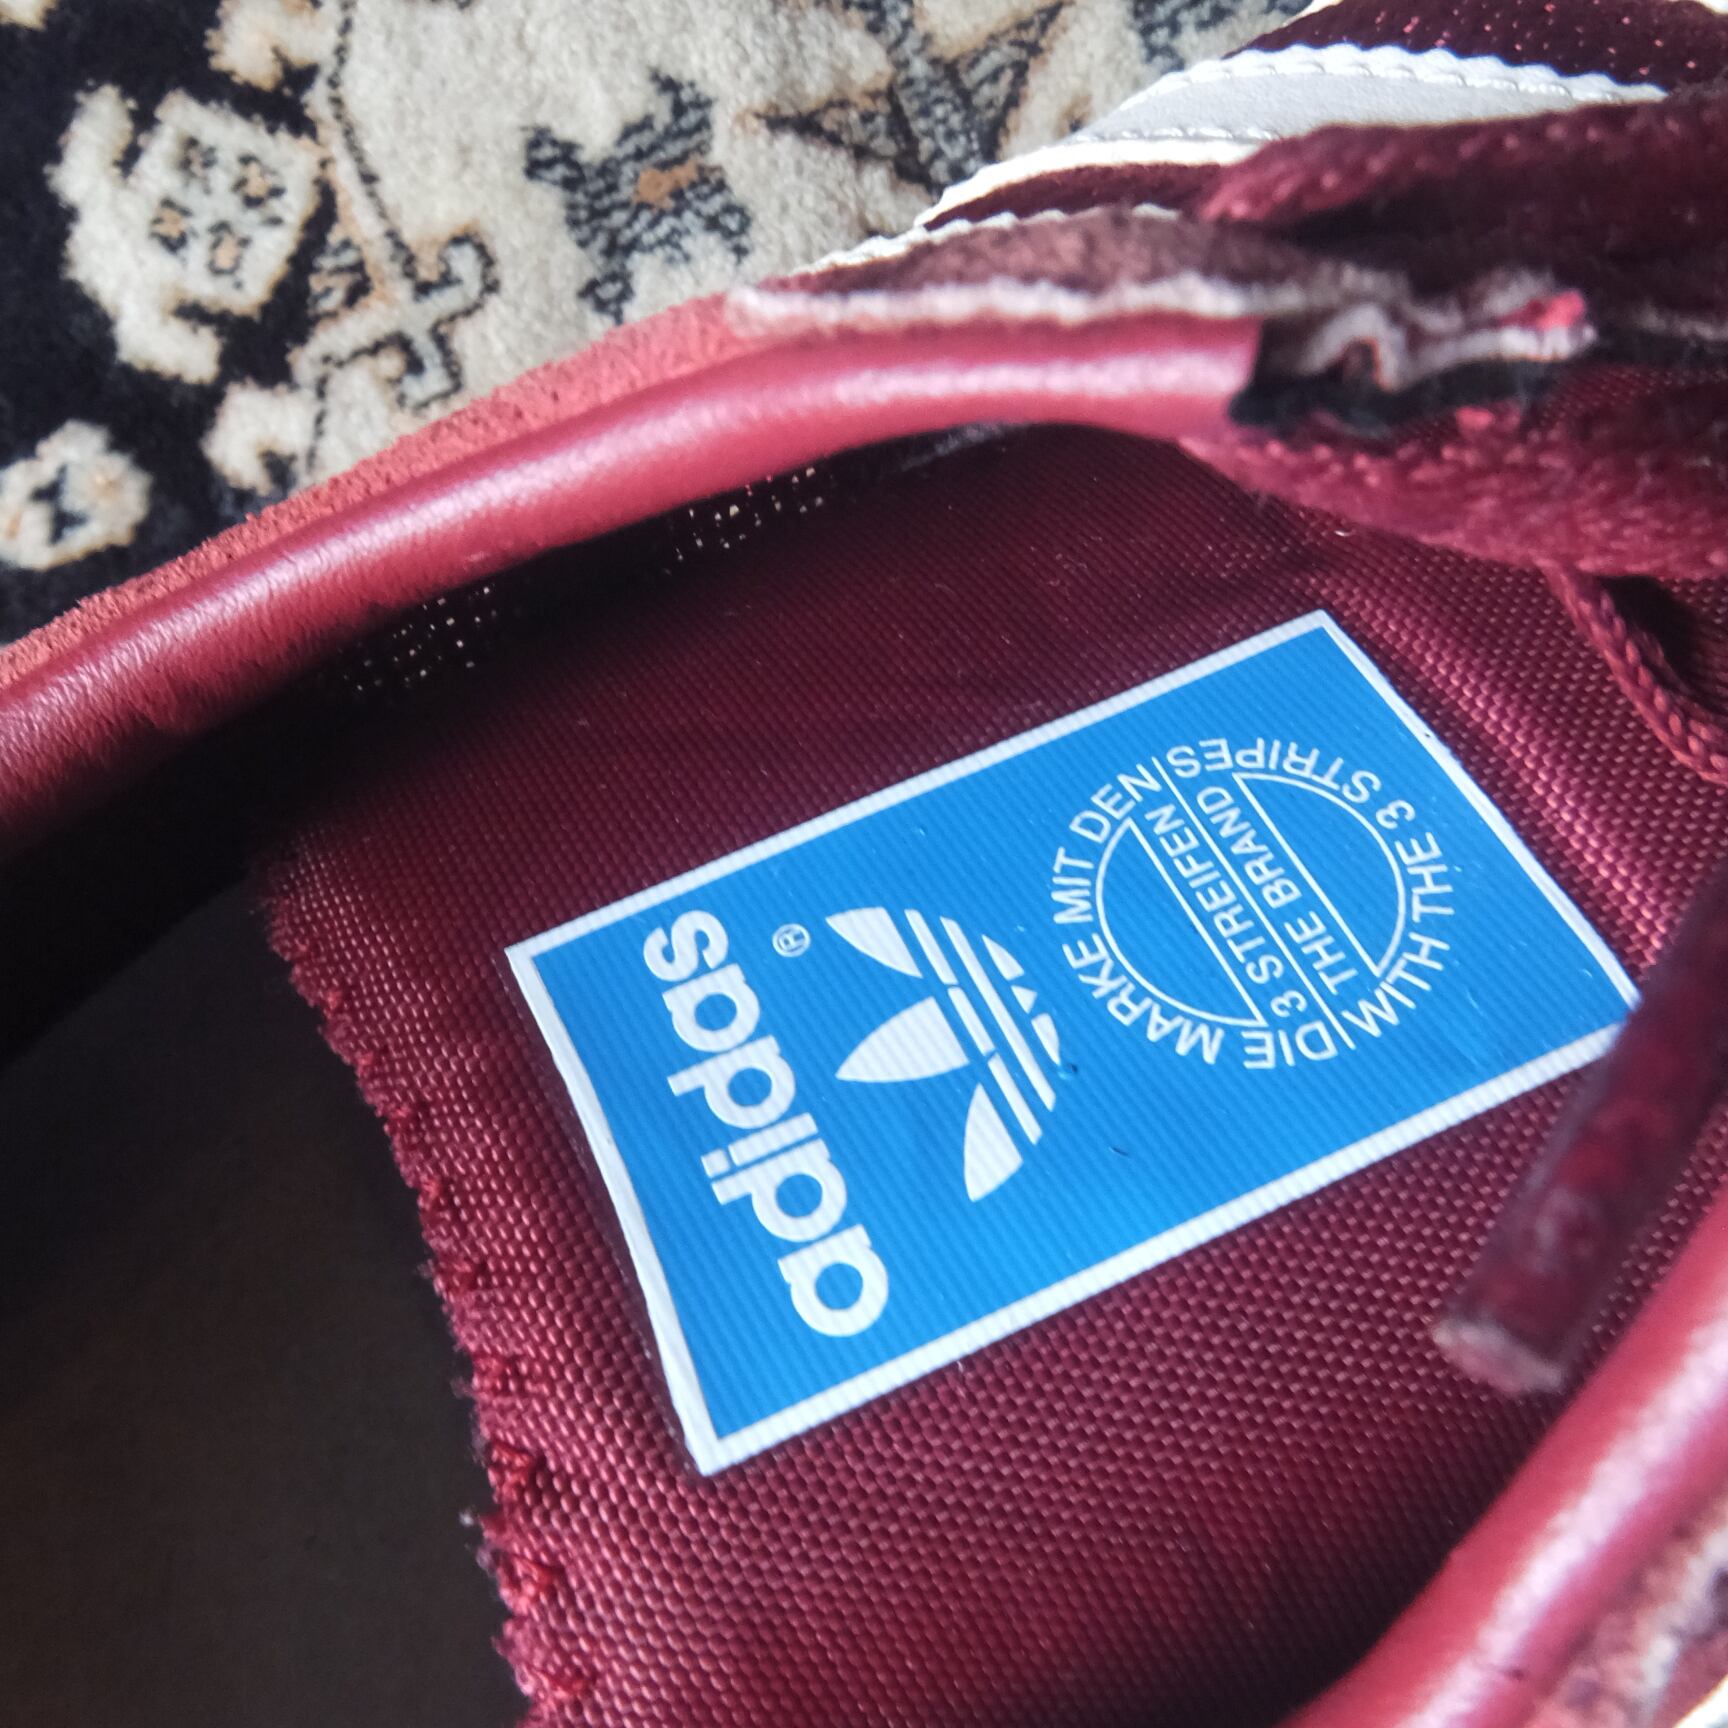 DIE MARKE MIT DEN
3 STREIFEN
THE BRAND
WITH THE 3 STRIPES
®
adidas